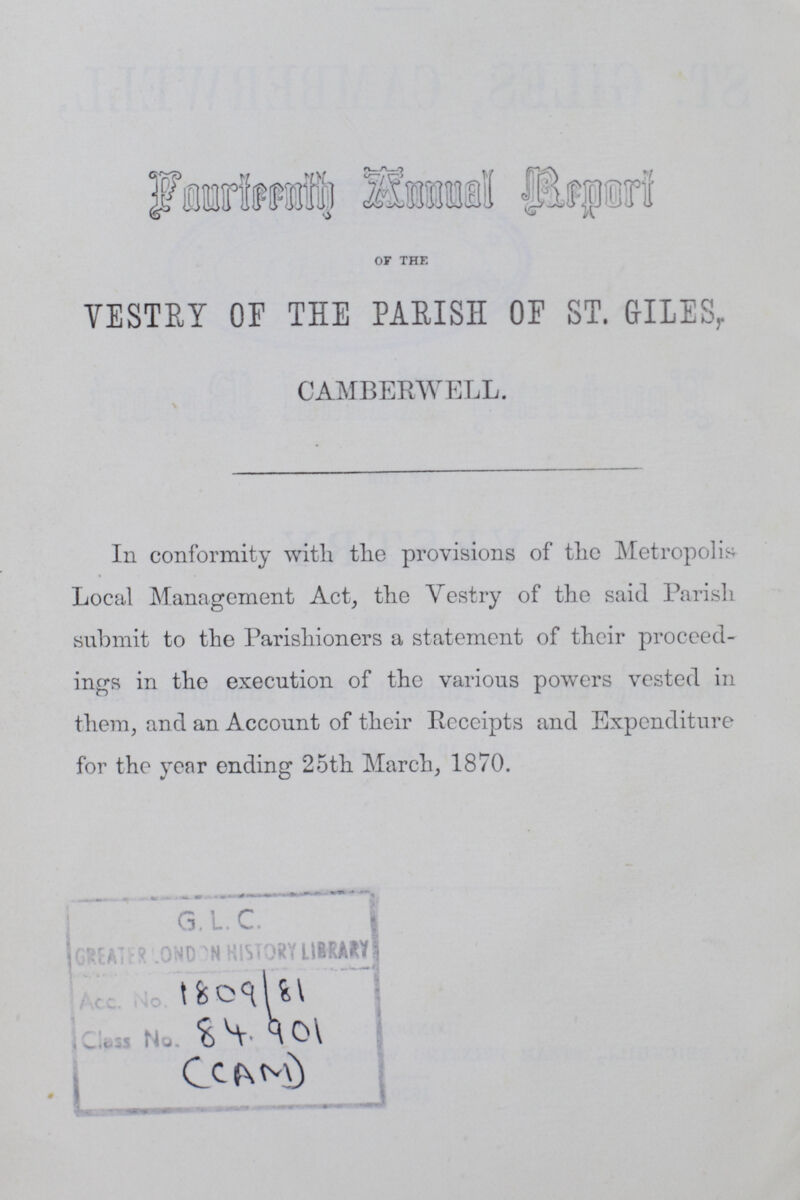 Fourteenth Annual Report
OF THE
VESTRY OF THE PARISH OF ST. GILES,
CAMBERWELL.
In conformity with the provisions of the Metropolis
Local Management Act, the Vestry of the said Parish
submit to the Parishioners a statement of their proceed-
ings in the execution of the various powers vested in
them, and an Account of their Receipts and Expenditure
for the year ending 25th March, 1870.
G. L. C.
GREATER LONDON HISTORY LIBRARY
Acc. No. 1809/81
Class No. 84.901
(CAM)